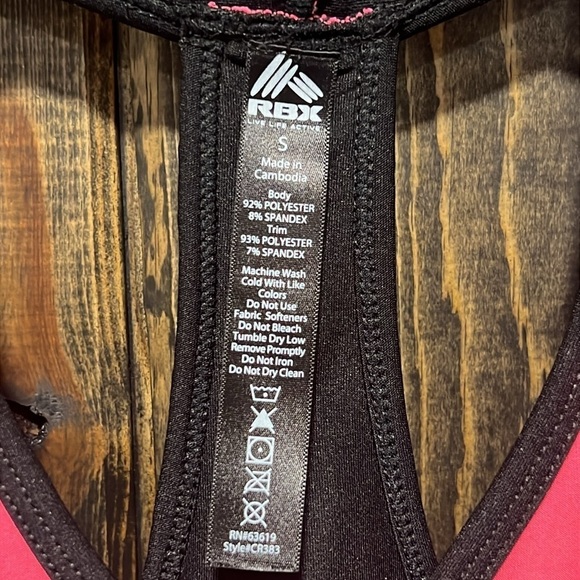 RBX
LIVE LIFE ACTIVE
S
Made in
Cambodia
Body
92% POLYESTER
8% SPANDEX
Trim
93% POLYESTER
7% SPANDEX
Machine Wash
Cold With Like
Colors
Do Not Use
Fabric Softeners
Do Not Bleach
Tumble Dry Low
Remove Promptly
Do Not Iron
Do Not Dry Clean
RN#63619
Style#CR383